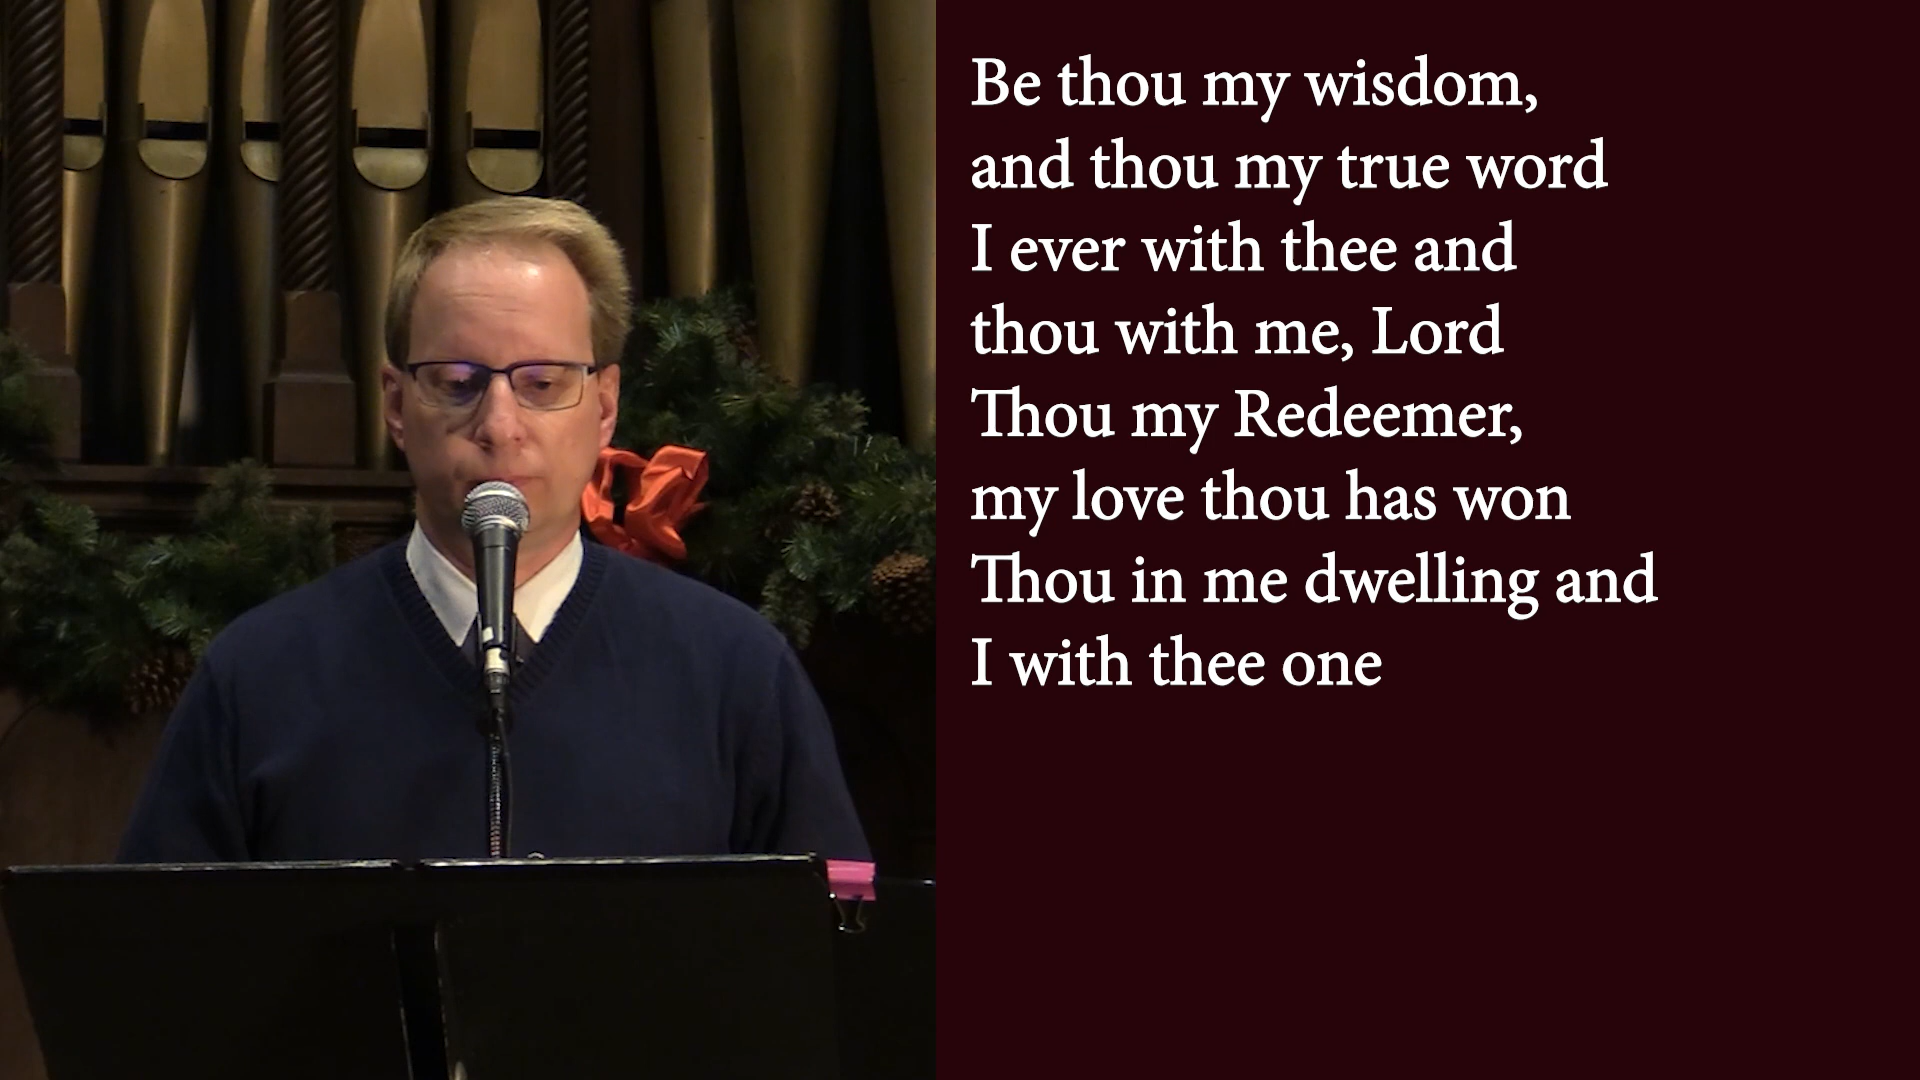 Be thou my wisdom,
and thou my true word
I ever with thee and
thou with me, Lord
Thou my Redeemer,
my love thou has won
Thou in me dwelling and
I with thee one